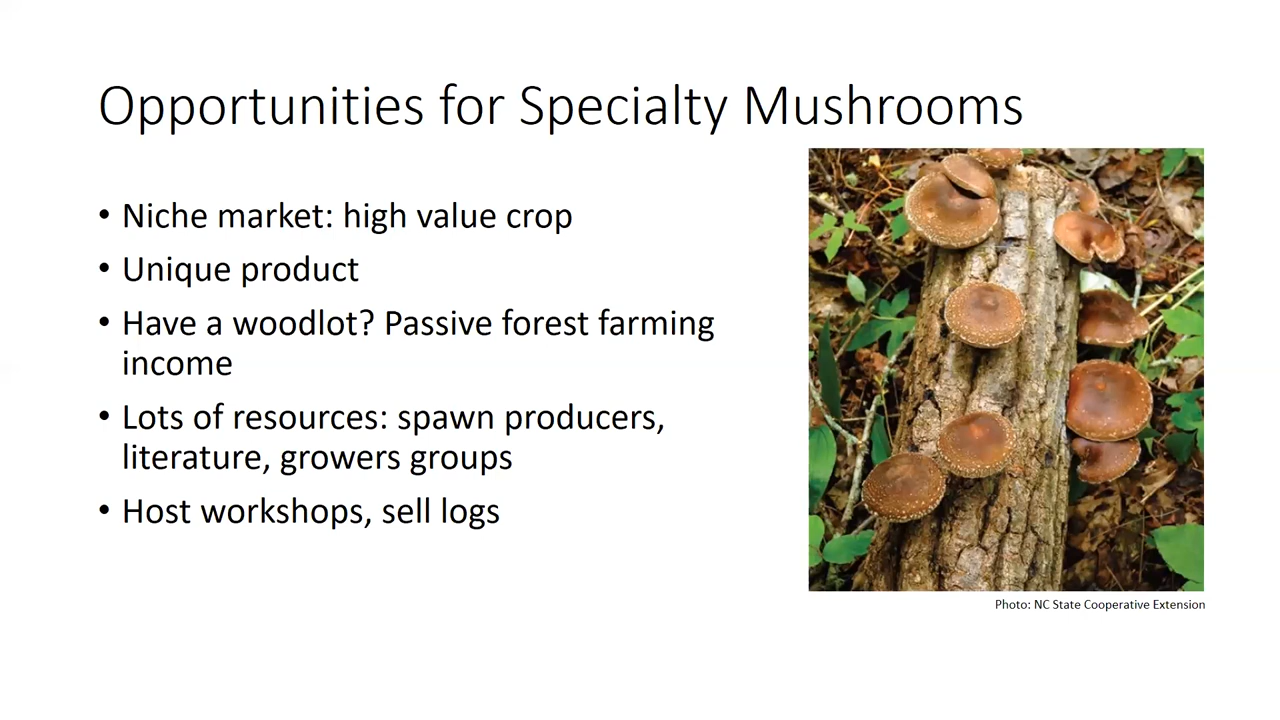 Opportunities for Specialty Mushrooms
• Niche market: high value crop
• Unique product
• Have a woodlot? Passive forest farming
income
• Lots of resources: spawn producers,
literature, growers groups
• Host workshops, sell logs
Photo: NC State Cooperative Extension